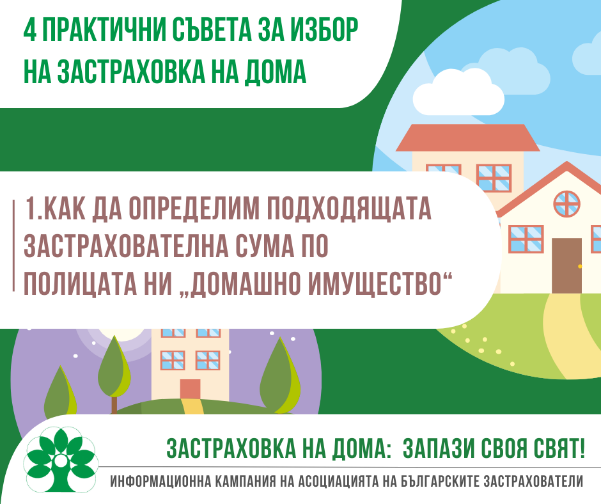 4 ПРАКТИЧНИ СЪВЕТА ЗА ИЗБОР
НА ЗАСТРАХОВКА НА ДОМА
1.КАК ДА ОПРЕДЕЛИМ ПОДХОДЯЩАТА
ЗАСТРАХОВАТЕЛНА СУМА ПО
ПОЛИЦАТА НИ „ДОМАШНО ИМУЩЕСТВО“
ЗАСТРАХОВКА НА ДОМА: ЗАПАЗИ СВОЯ СВЯТ!
ИНФОРМАЦИОННА КАМПАНИЯ НА АСОЦИАЦИЯТА НА БЪЛГАРСКИТЕ ЗАСТРАХОВАТЕЛИ